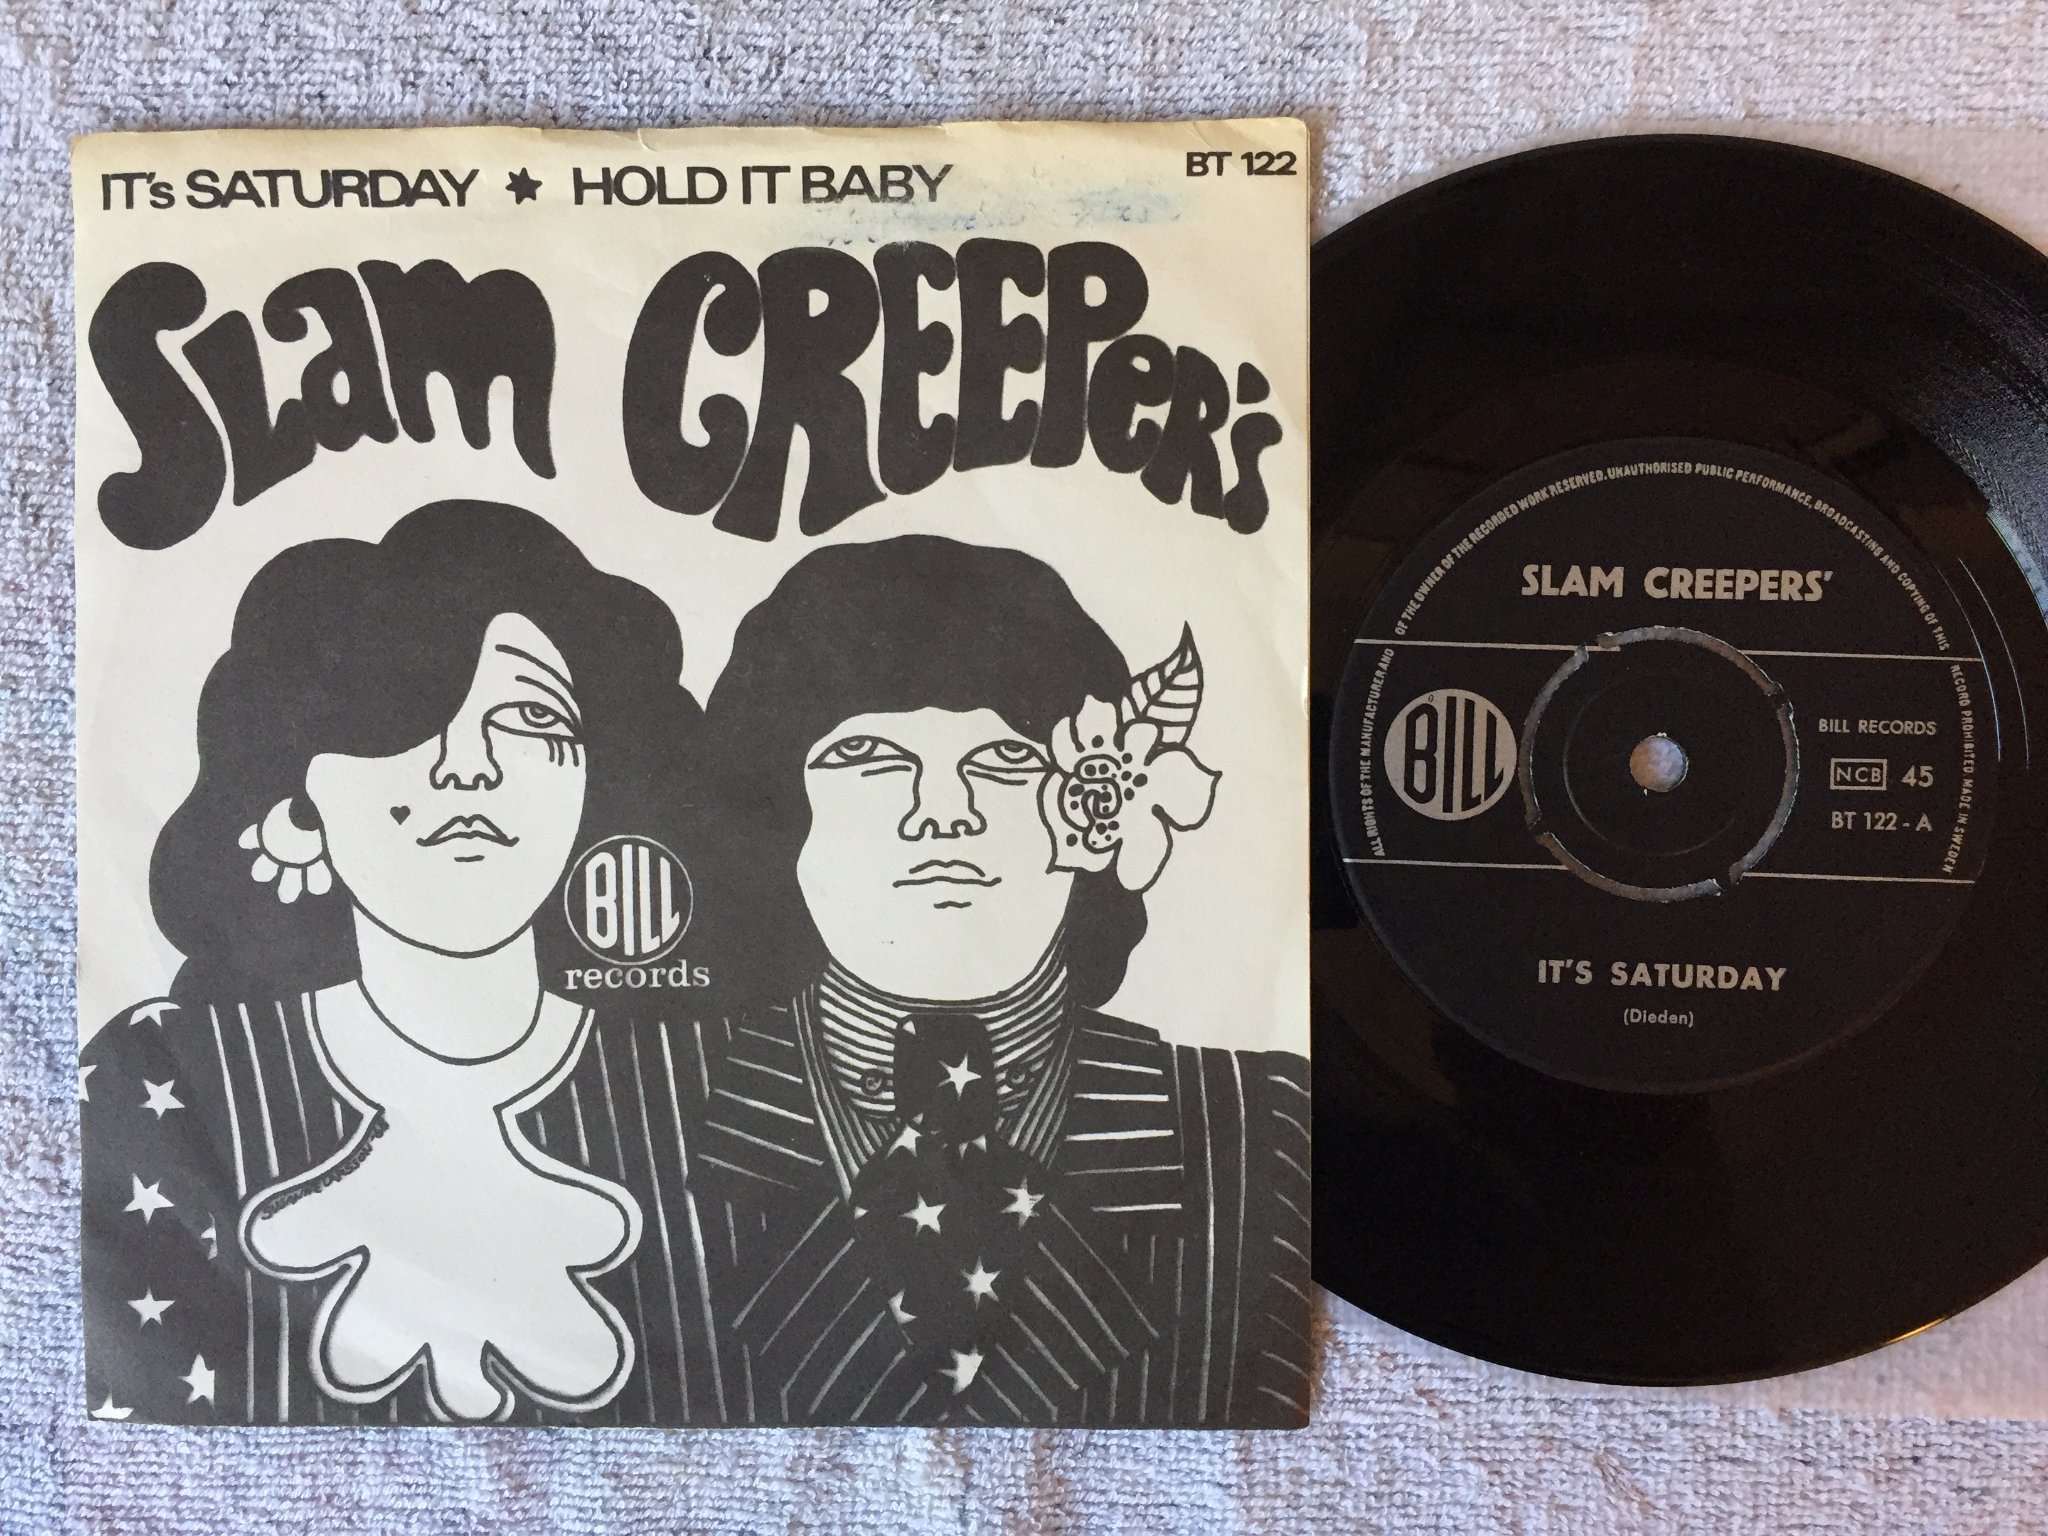 IT's SATURDAY ★ HOLD IT BABY
BT 122
SLam CREEPer's
BILL
records
SLAM CREEPERS'
BILL
BILL RECORDS
NCB 45
BT 122 - A
IT'S SATURDAY
(Dieden)
ALL RIGHTS OF THE MANUFACTURER AND OF THE OWNER OF THE RECORDED WORK RESERVED. UNAUTHORISED PUBLIC PERFORMANCE, BROADCASTING AND COPYING OF THIS RECORD PROHIBITED. MADE IN SWEDEN